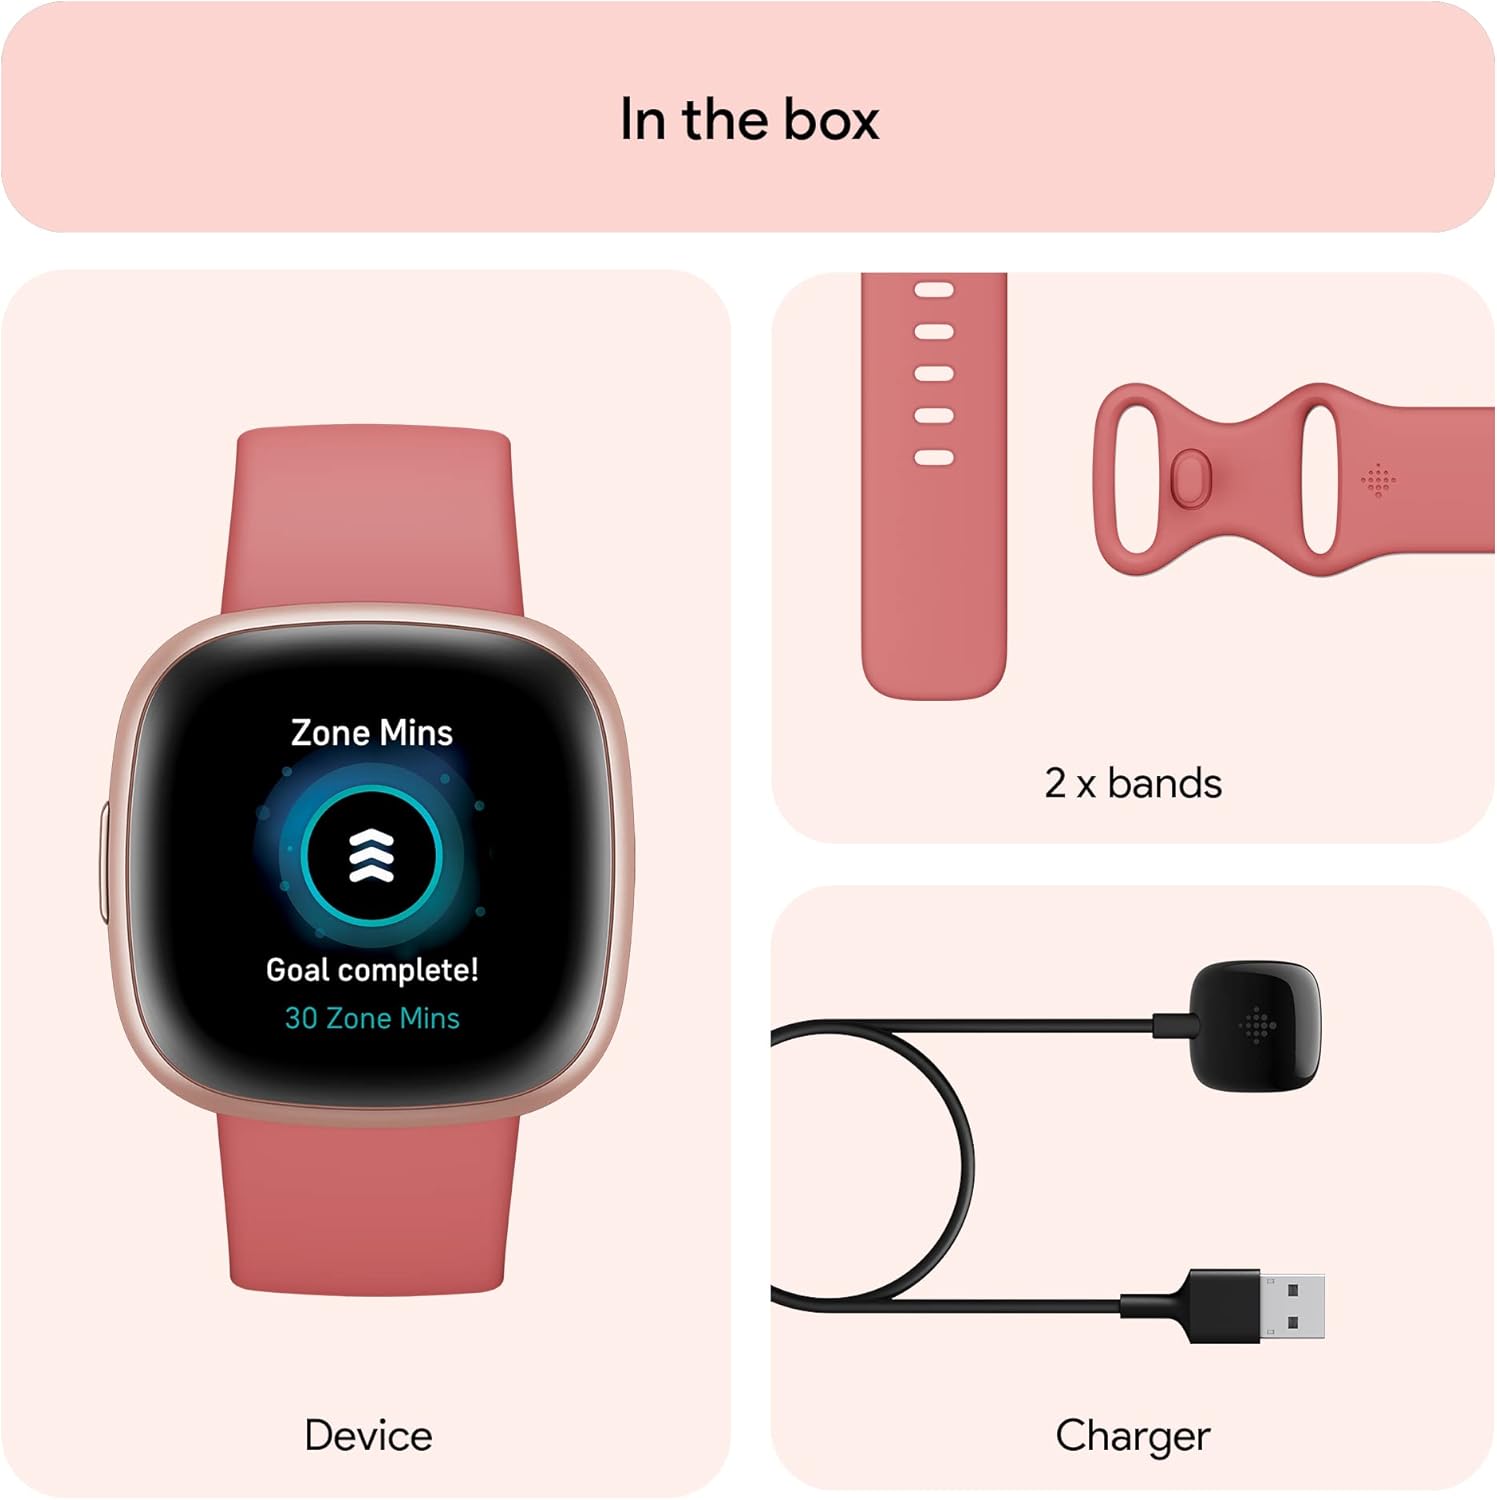 In the box
Zone Mins
Goal complete!
30 Zone Mins
Device
2 x bands
Charger